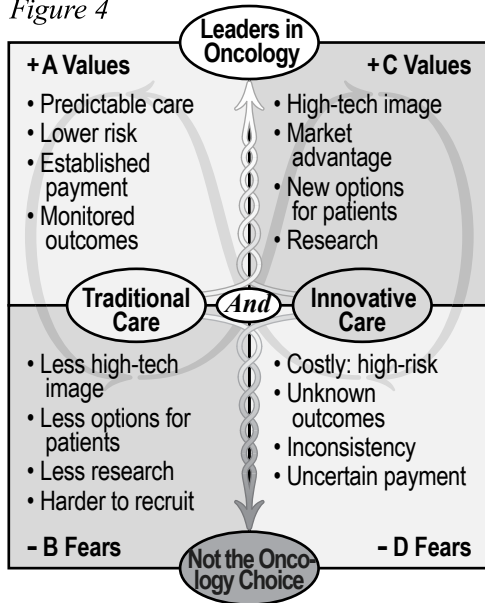 Figure 4
Leaders in
Oncology
+A Values
• Predictable care
• Lower risk
• Established
payment
• Monitored
outcomes
+C Values
• High-tech image
• Market
advantage
• New options
for patients
• Research
Traditional
Care
And
Innovative
Care
• Less high-tech
image
• Less options for
patients
• Less research
• Harder to recruit
– B Fears
• Costly: high-risk
• Unknown
outcomes
• Inconsistency
• Uncertain payment
– D Fears
Not the Onco-
logy Choice